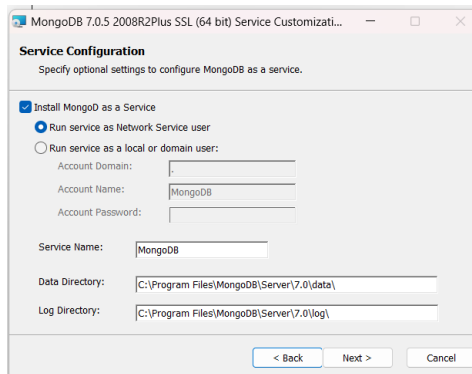 MongoDB 7.0.5 2008R2Plus SSL (64 bit) Service Customizati...
Service Configuration
Specify optional settings to configure MongoDB as a service.
Install MongoD as a Service
Run service as Network Service user
Run service as a local or domain user:
Account Domain: .
Account Name: MongoDB
Account Password:
Service Name: MongoDB
Data Directory: C:\Program Files\MongoDB\Server\7.0\data\
Log Directory: C:\Program Files\MongoDB\Server\7.0\log\
< Back Next > Cancel